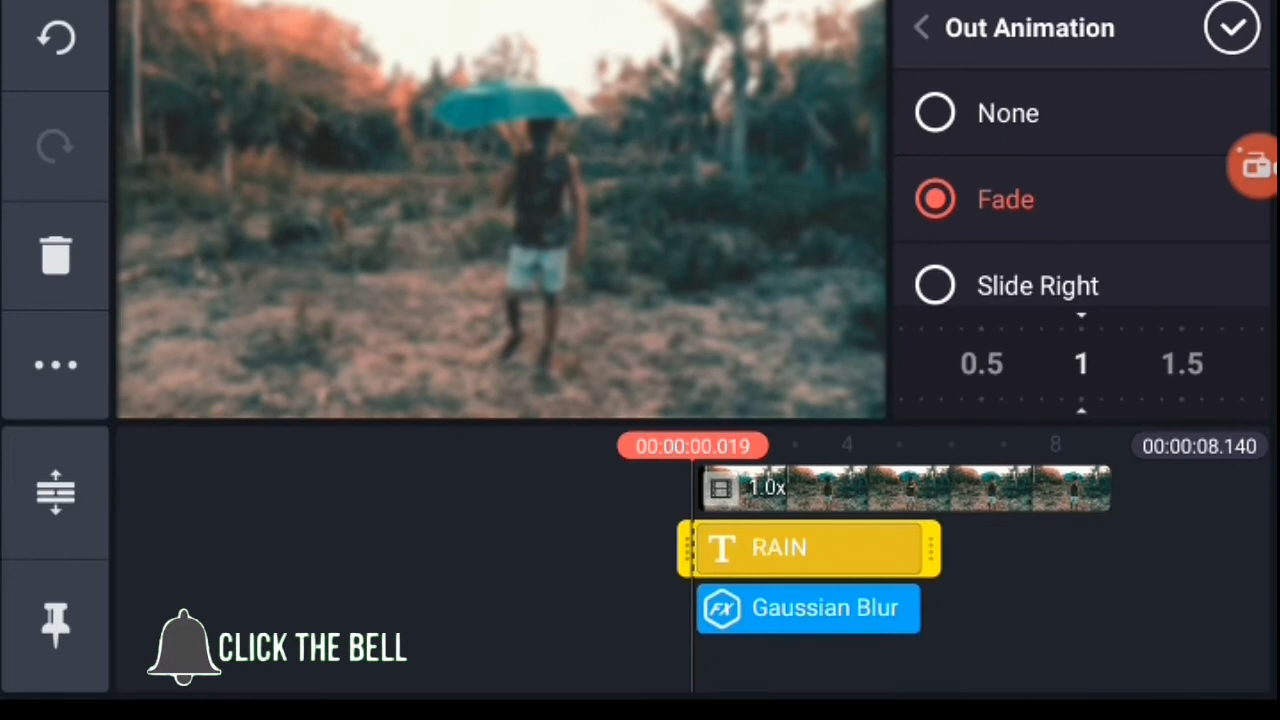 Out Animation
None
Fade
Slide Right
0.5 1 1.5
00:00:00.019 4 8 00:00:08.140
1.0x
T RAIN
FX Gaussian Blur
CLICK THE BELL